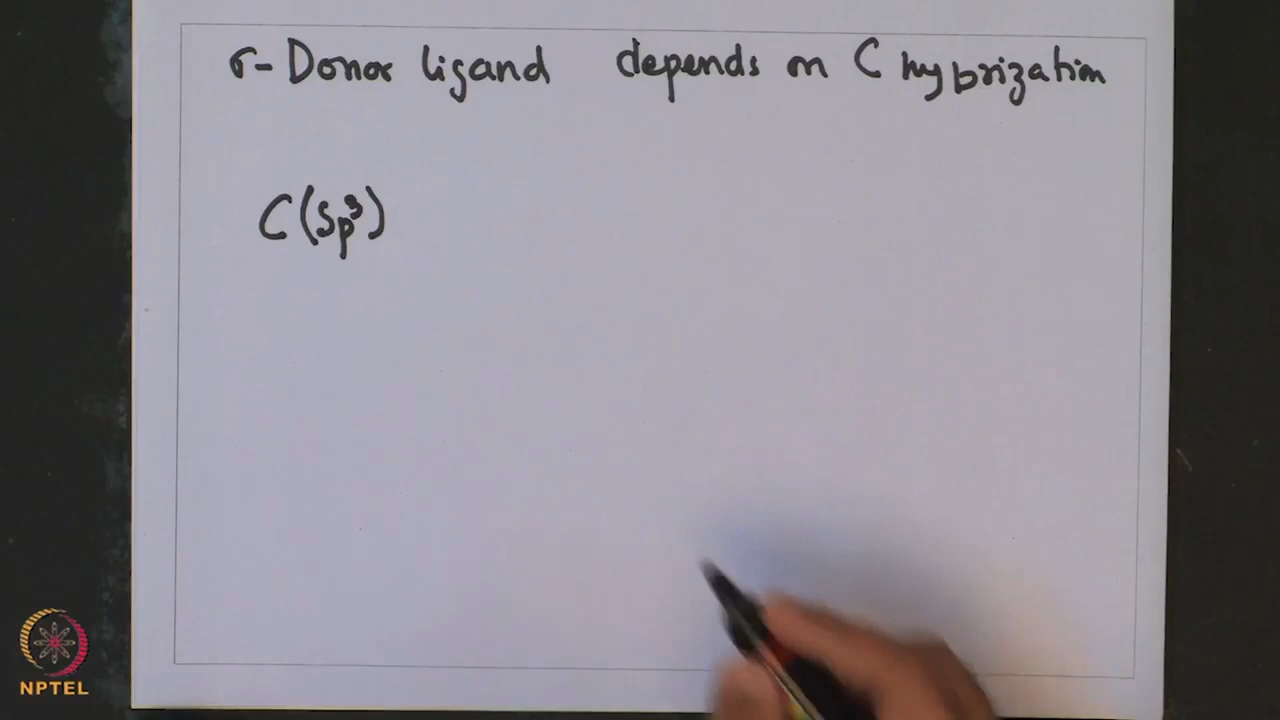 σ- Donor ligand depends on C hybrization
C(Sp³)
NPTEL